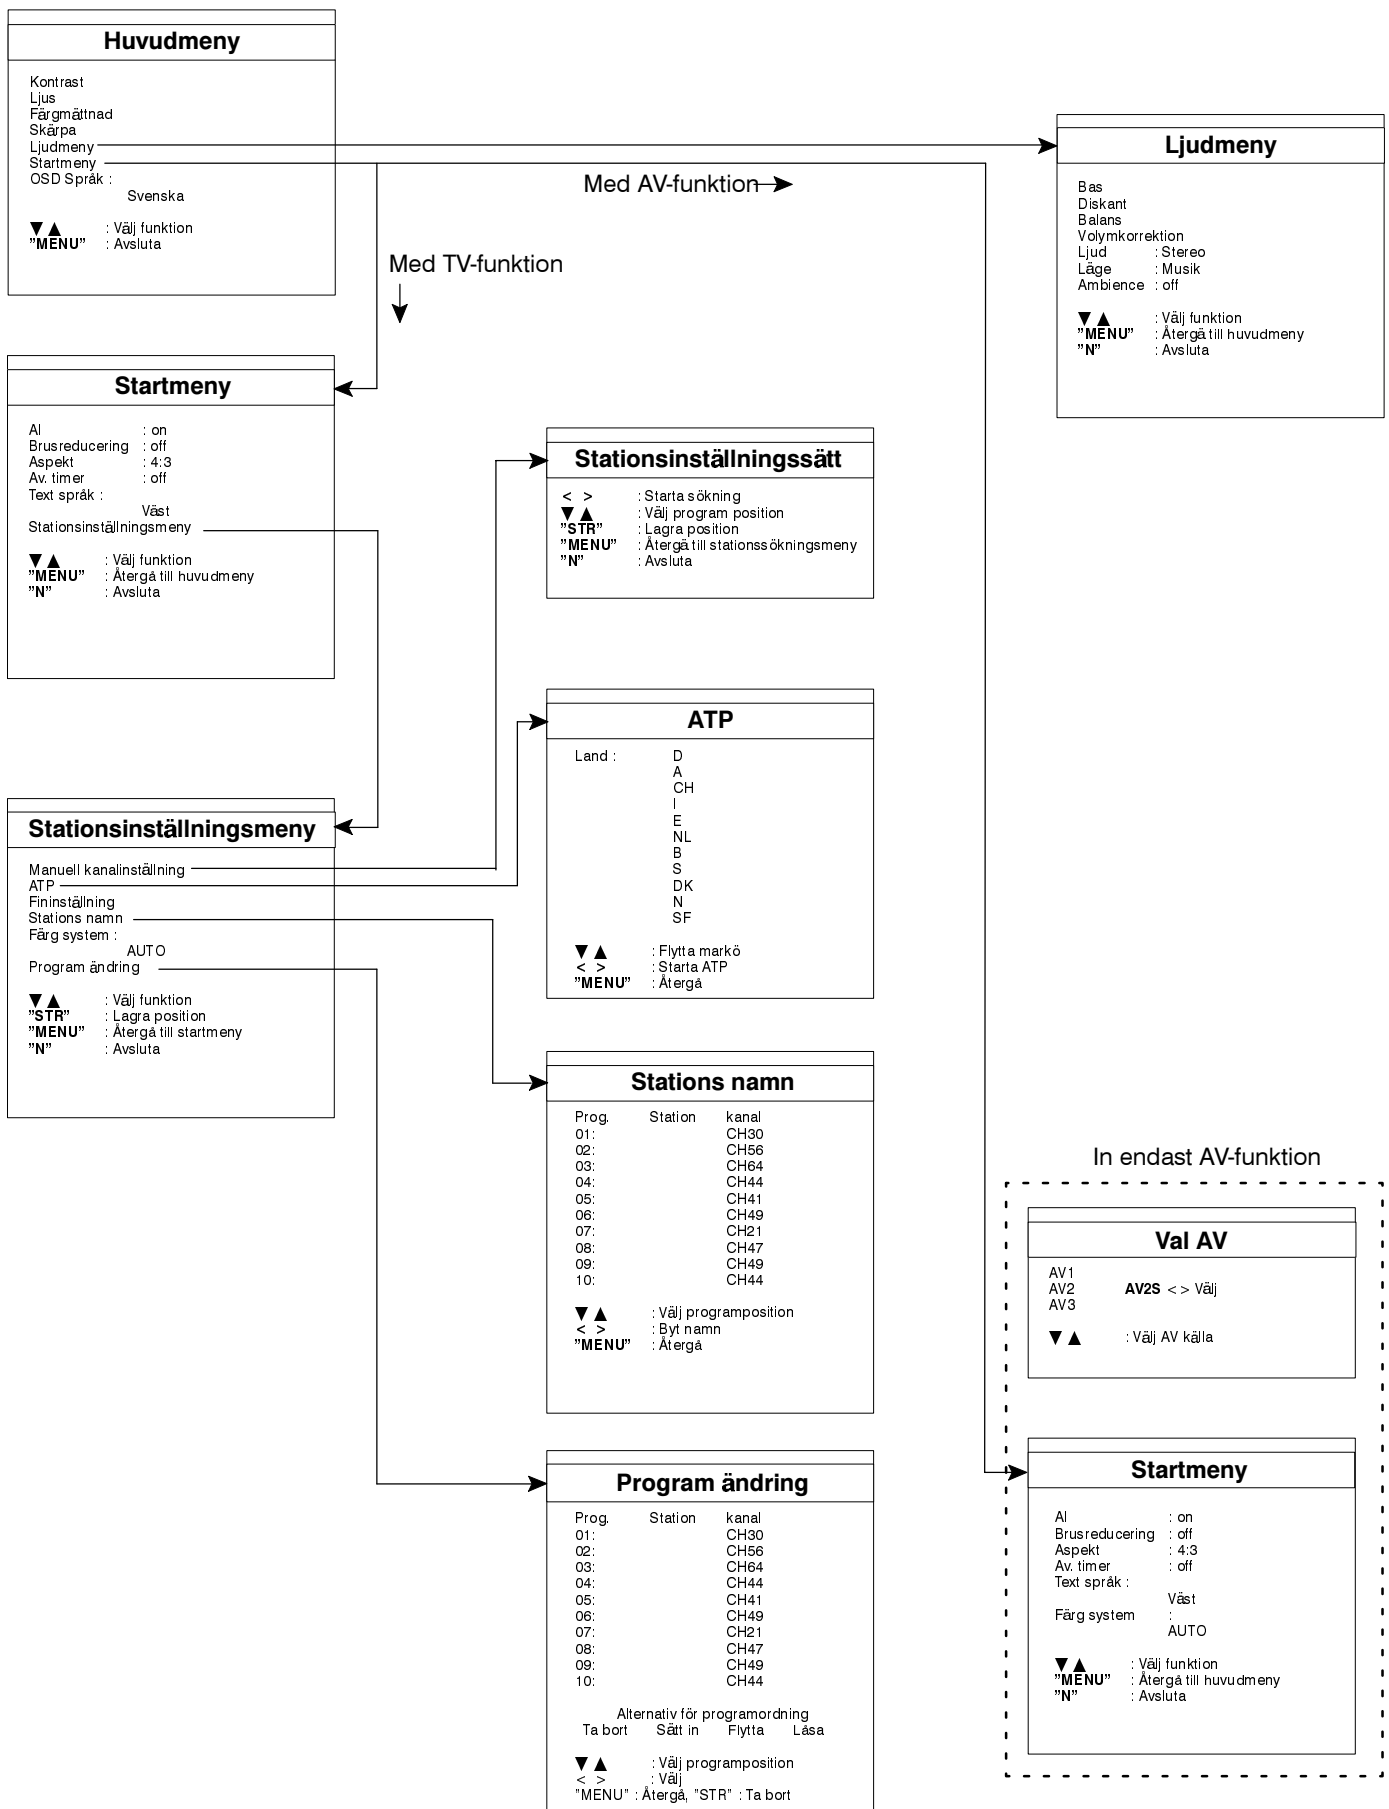 Huvudmeny
Kontrast
Ljus
Färgmättnad
Skärpa
Ljudmeny
Startmeny
OSD Språk :
Svenska
▼ ▲ : Välj funktion
"MENU" : Avsluta
Med AV-funktion
Med TV-funktion
Ljudmeny
Bas
Diskant
Balans
Volymkorrektion
Ljud : Stereo
Läge : Musik
Ambience : off
▼ ▲ : Välj funktion
"MENU" : Återgå till huvudmeny
"N" : Avsluta
Startmeny
AI : on
Brusreducering : off
Aspekt : 4:3
Av. timer : off
Text språk :
Väst
Stationsinställningsmeny
▼ ▲ : Välj funktion
"MENU" : Återgå till huvudmeny
"N" : Avsluta
Stationsinställningssätt
< > : Starta sökning
▼ ▲ : Välj program position
"STR" : Lagra position
"MENU" : Återgå till stationssökningsmeny
"N" : Avsluta
ATP
Land : D
A
CH
I
E
NL
B
S
DK
N
SF
▼ ▲ : Flytta markö
< > : Starta ATP
"MENU" : Återgå
Stationsinställningsmeny
Manuell kanalinställning
ATP
Fininställning
Stations namn
Färg system :
AUTO
Program ändring
▼ ▲ : Välj funktion
"STR" : Lagra position
"MENU" : Återgå till startmeny
"N" : Avsluta
Stations namn
Prog. Station kanal
01: CH30
02: CH56
03: CH64
04: CH44
05: CH41
06: CH49
07: CH21
08: CH47
09: CH49
10: CH44
▼ ▲ : Välj programposition
< > : Byt namn
"MENU" : Återgå
Program ändring
Prog. Station kanal
01: CH30
02: CH56
03: CH64
04: CH44
05: CH41
06: CH49
07: CH21
08: CH47
09: CH49
10: CH44
Alternativ för programordning
Ta bort Sätt in Flytta Låsa
▼ ▲ : Välj programposition
< > : Välj
"MENU" : Återgå, "STR" : Ta bort
In endast AV-funktion
Val AV
AV1
AV2 AV2S < > Välj
AV3
▼ ▲ : Välj AV källa
Startmeny
AI : on
Brusreducering : off
Aspekt : 4:3
Av. timer : off
Text språk :
Väst
Färg system :
AUTO
▼ ▲ : Välj funktion
"MENU" : Återgå till huvudmeny
"N" : Avsluta